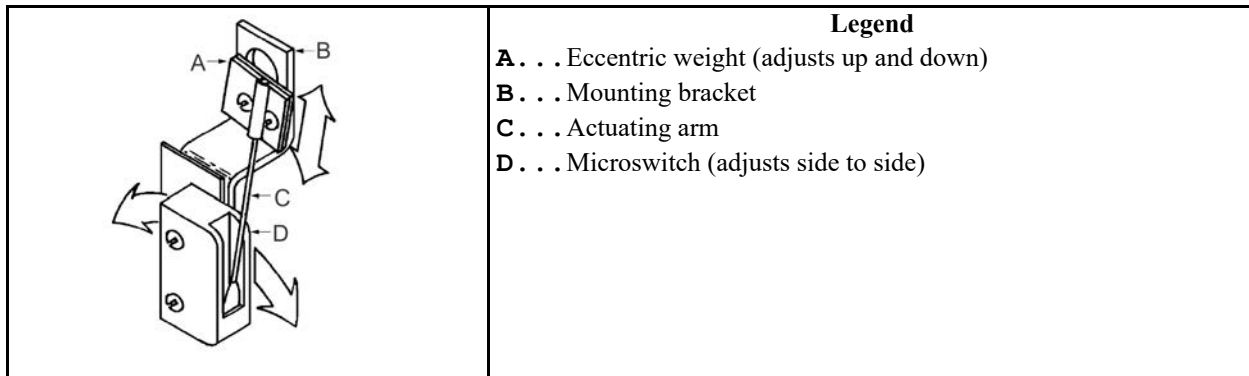 A
B
C
D
Legend
A...Eccentric weight (adjusts up and down)
B...Mounting bracket
C...Actuating arm
D...Microswitch (adjusts side to side)